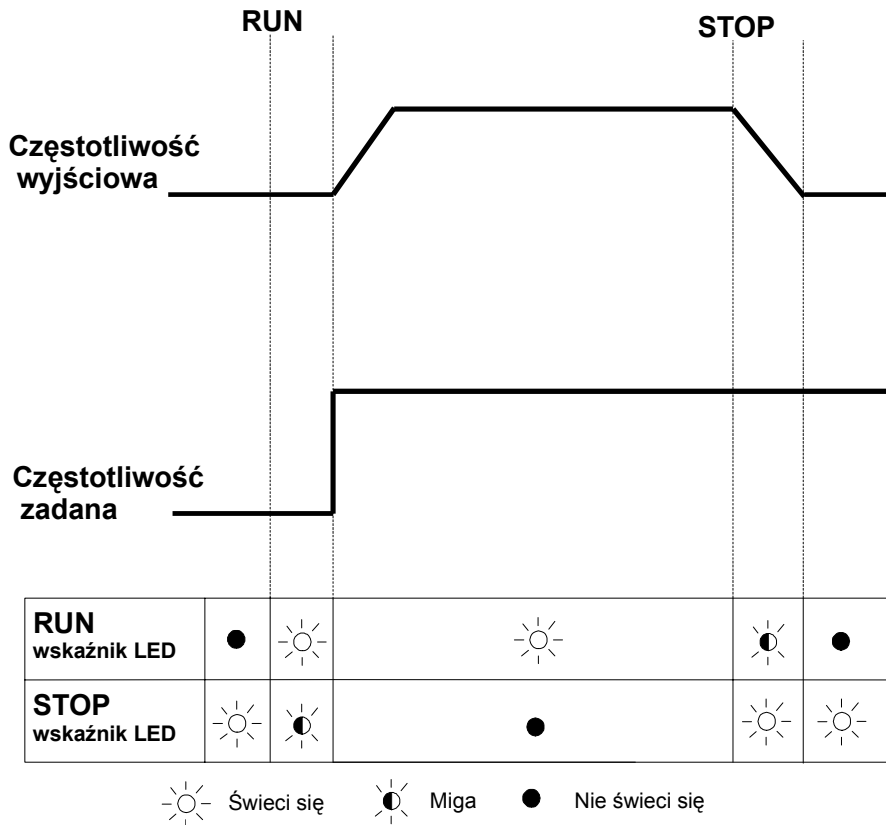 RUN
STOP
Częstotliwość
wyjściowa
Częstotliwość
zadana
RUN
wskaźnik LED
STOP
wskaźnik LED
Świeci się
Miga
Nie świeci się